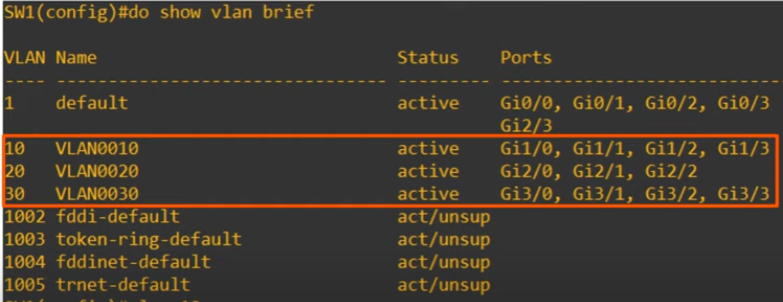 SW1(config)#do show vlan brief
VLAN Name Status Ports
---- -------------------------------- --------- -------------------------------
1 default active Gi0/0, Gi0/1, Gi0/2, Gi0/3
Gi2/3
10 VLAN0010 active Gi1/0, Gi1/1, Gi1/2, Gi1/3
20 VLAN0020 active Gi2/0, Gi2/1, Gi2/2
30 VLAN0030 active Gi3/0, Gi3/1, Gi3/2, Gi3/3
1002 fddi-default act/unsup
1003 token-ring-default act/unsup
1004 fddinet-default act/unsup
1005 trnet-default act/unsup